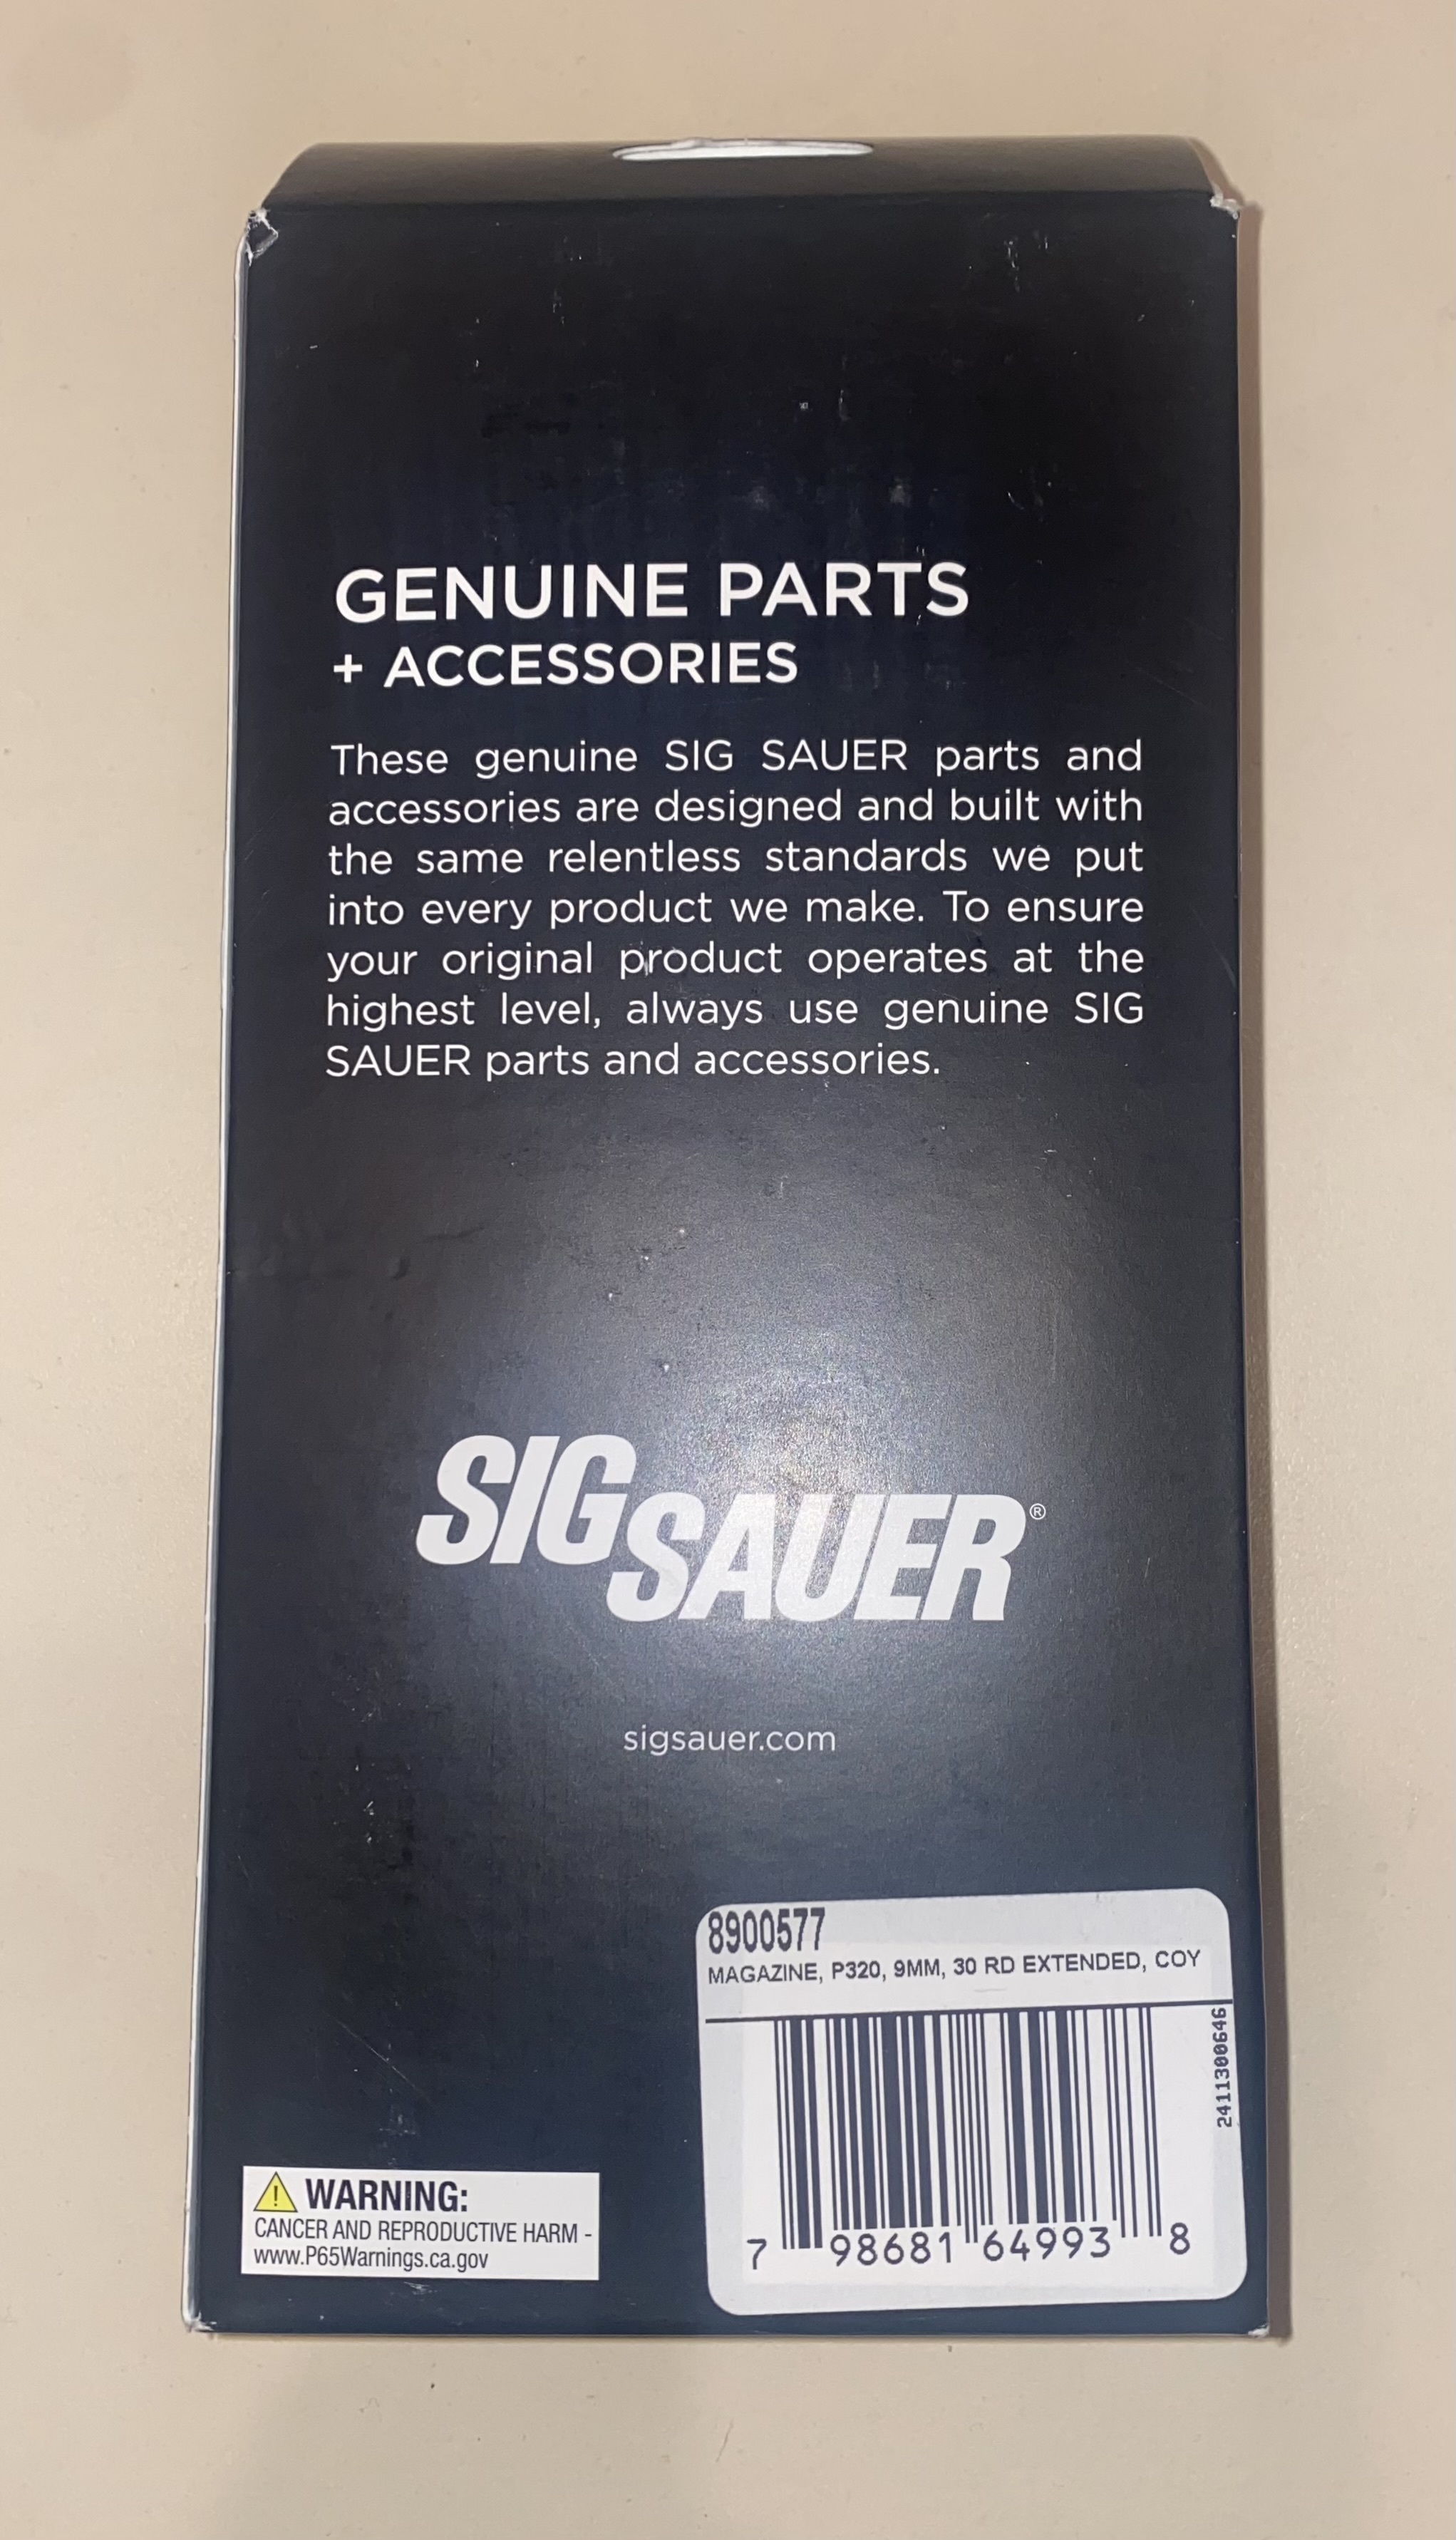 GENUINE PARTS
+ ACCESSORIES
These genuine SIG SAUER parts and
accessories are designed and built with
the same relentless standards we put
into every product we make. To ensure
your original product operates at the
highest level, always use genuine SIG
SAUER parts and accessories.
SIG SAUER®
sigsauer.com
8900577
MAGAZINE, P320, 9MM, 30 RD EXTENDED, COY
2411300646
7 98681 64993 8
WARNING:
CANCER AND REPRODUCTIVE HARM -
www.P65Warnings.ca.gov